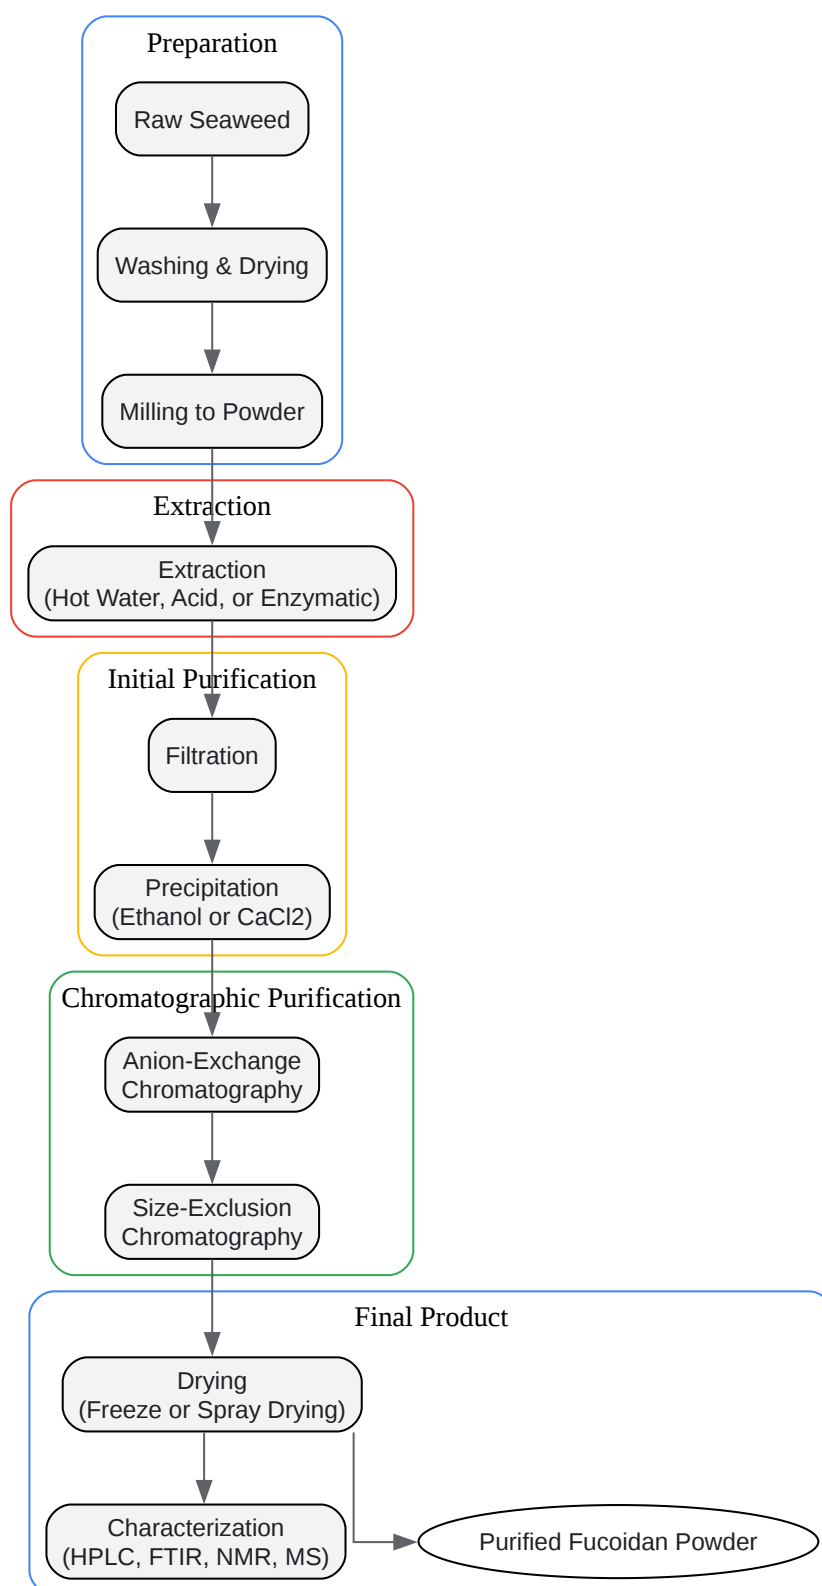 Preparation
Raw Seaweed
Washing & Drying
Milling to Powder
Extraction
Extraction
(Hot Water, Acid, or Enzymatic)
Initial Purification
Filtration
Precipitation
(Ethanol or CaCl2)
Chromatographic Purification
Anion-Exchange
Chromatography
Size-Exclusion
Chromatography
Final Product
Drying
(Freeze or Spray Drying)
Characterization
(HPLC, FTIR, NMR, MS)
Purified Fucoidan Powder